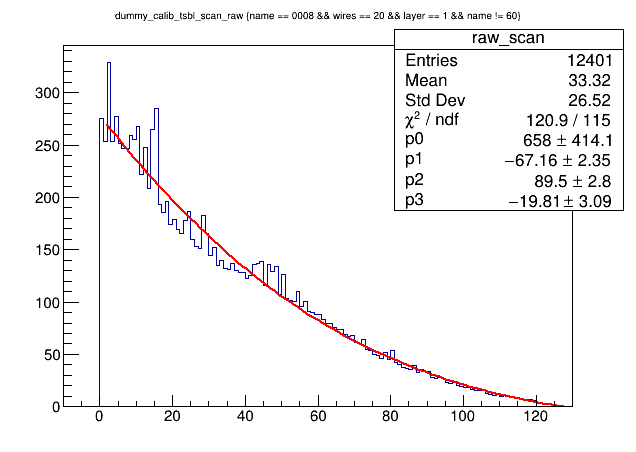 dummy_calib_tsbl_scan_raw {name == 0008 && wires == 20 && layer == 1 && name != 60}
raw_scan
Entries 12401
Mean 33.32
Std Dev 26.52
χ² / ndf 120.9 / 115
p0 658 ± 414.1
p1 −67.16 ± 2.35
p2 89.5 ± 2.8
p3 −19.81 ± 3.09
300
250
200
150
100
50
0
0 20 40 60 80 100 120